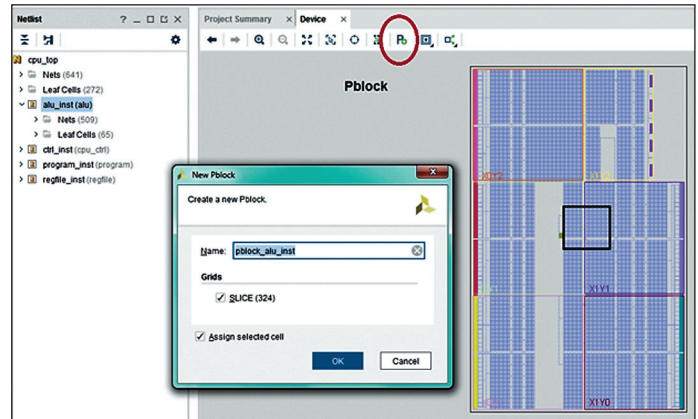 Netlist
Project Summary
Device
cpu_top
Nets (641)
Leaf Cells (272)
alu_inst (alu)
Nets (509)
Leaf Cells (65)
ctrl_inst (cpu_ctrl)
program_inst (program)
regfile_inst (regfile)
Pblock
New Pblock
Create a new Pblock.
Name: pblock_alu_inst
Grids
SLICE (324)
Assign selected cell
OK
Cancel
X0Y2
X1Y1
X1Y0